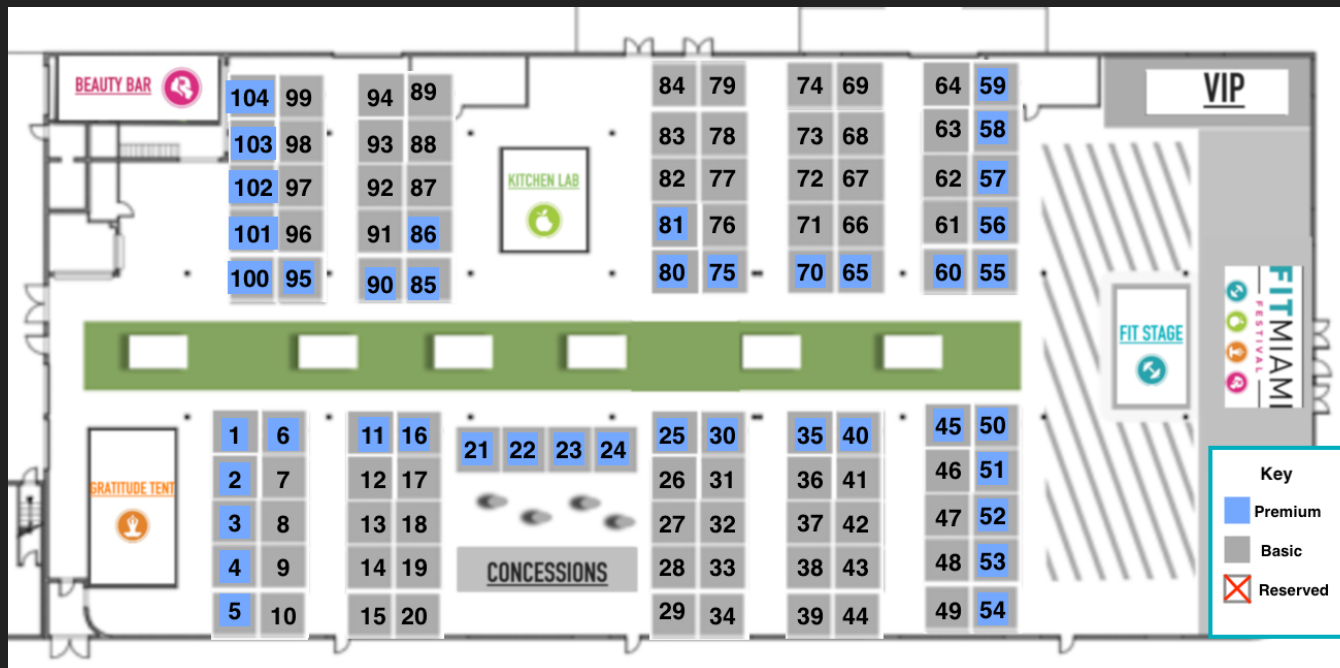 BEAUTY BAR
104 99 94 89 84 79 74 69 64 59
VIP
103 98 93 88 83 78 73 68 63 58
102 97 92 87 KITCHEN LAB 82 77 72 67 62 57
101 96 91 86 81 76 71 66 61 56
100 95 90 85 80 75 70 65 60 55
FIT STAGE
FITMIAMI
FESTIVAL
1 6 11 16 21 22 23 24 25 30 35 40 45 50
2 7 12 17 26 31 36 41 46 51
GRATITUDE TENT
3 8 13 18 27 32 37 42 47 52
4 9 14 19 CONCESSIONS 28 33 38 43 48 53
5 10 15 20 29 34 39 44 49 54
Key
Premium
Basic
Reserved